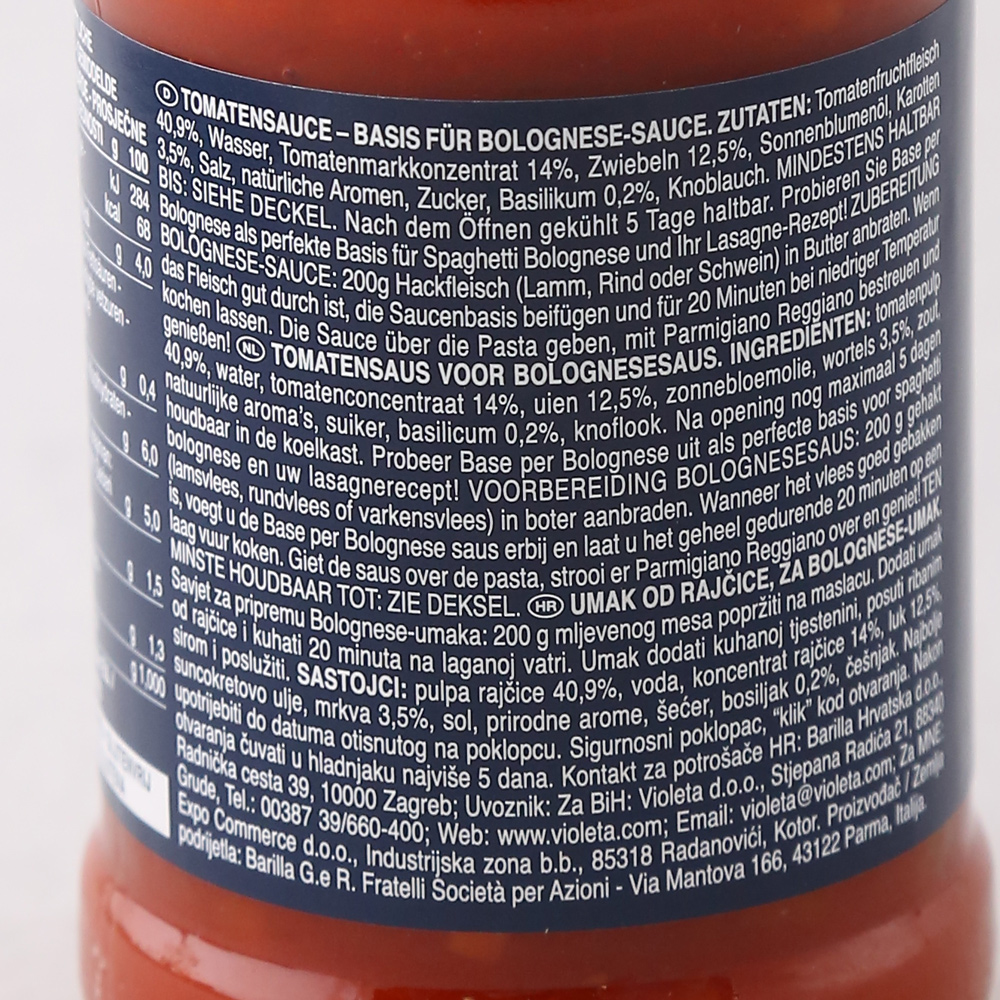 ODDELDE
PROSJEČNE
g 100
kJ 284
kcal 68
g 4,0
g 0,4
g 6,0
g 5,0
g 1,5
g 1,3
g 1,000
D TOMATENSAUCE – BASIS FÜR BOLOGNESE-SAUCE. ZUTATEN: Tomatenfruchtfleisch
40,9%, Wasser, Tomatenmarkkonzentrat 14%, Zwiebeln 12,5%, Sonnenblumenöl, Karotten
3,5%, Salz, natürliche Aromen, Zucker, Basilikum 0,2%, Knoblauch. MINDESTENS HALTBAR
BIS: SIEHE DECKEL. Nach dem Öffnen gekühlt 5 Tage haltbar. Probieren Sie Base per
Bolognese als perfekte Basis für Spaghetti Bolognese und Ihr Lasagne-Rezept! ZUBEREITUNG
BOLOGNESE-SAUCE: 200g Hackfleisch (Lamm, Rind oder Schwein) in Butter anbraten. Wenn
das Fleisch gut durch ist, die Saucenbasis beifügen und für 20 Minuten bei niedriger Temperatur
kochen lassen. Die Sauce über die Pasta geben, mit Parmigiano Reggiano bestreuen und
genießen! NL TOMATENSAUS VOOR BOLOGNESESAUS. INGREDIËNTEN: tomatenpulp
40,9%, water, tomatenconcentraat 14%, uien 12,5%, zonnebloemolie, wortels 3,5%, zout,
natuurlijke aroma's, suiker, basilicum 0,2%, knoflook. Na opening nog maximaal 5 dagen
houdbaar in de koelkast. Probeer Base per Bolognese uit als perfecte basis voor spaghetti
bolognese en uw lasagnerecept! VOORBEREIDING BOLOGNESESAUS: 200 g gehakt
(lamsvlees, rundvlees of varkensvlees) in boter aanbraden. Wanneer het vlees goed gebakken
is, voegt u de Base per Bolognese saus erbij en laat u het geheel gedurende 20 minuten op een
laag vuur koken. Giet de saus over de pasta, strooi er Parmigiano Reggiano over en geniet! TEN
MINSTE HOUDBAAR TOT: ZIE DEKSEL. HR UMAK OD RAJČICE, ZA BOLOGNESE-UMAK.
Savjet za pripremu Bolognese-umaka: 200 g mljevenog mesa popržiti na maslacu. Dodati umak
od rajčice i kuhati 20 minuta na laganoj vatri. Umak dodati kuhanoj tjestenini, posuti ribanim
sirom i poslužiti. SASTOJCI: pulpa rajčice 40,9%, voda, koncentrat rajčice 14%, luk 12,5%,
suncokretovo ulje, mrkva 3,5%, sol, prirodne arome, šećer, bosiljak 0,2%, češnjak. Najbolje
upotrijebiti do datuma otisnutog na poklopcu. Sigurnosni poklopac, "klik" kod otvaranja. Nakon
otvaranja čuvati u hladnjaku najviše 5 dana. Kontakt za potrošače HR: Barilla Hrvatska d.o.o.,
Radnička cesta 39, 10000 Zagreb; Uvoznik: Za BiH: Violeta d.o.o., Stjepana Radića 21, 88340
Grude, Tel.: 00387 39/660-400; Web: www.violeta.com; Email: violeta@violeta.com; Za MNE:
Expo Commerce d.o.o., Industrijska zona b.b., 85318 Radanovići, Kotor. Proizvođač / Zemlja
podrijetla: Barilla G.e R. Fratelli Società per Azioni - Via Mantova 166, 43122 Parma, Italija.